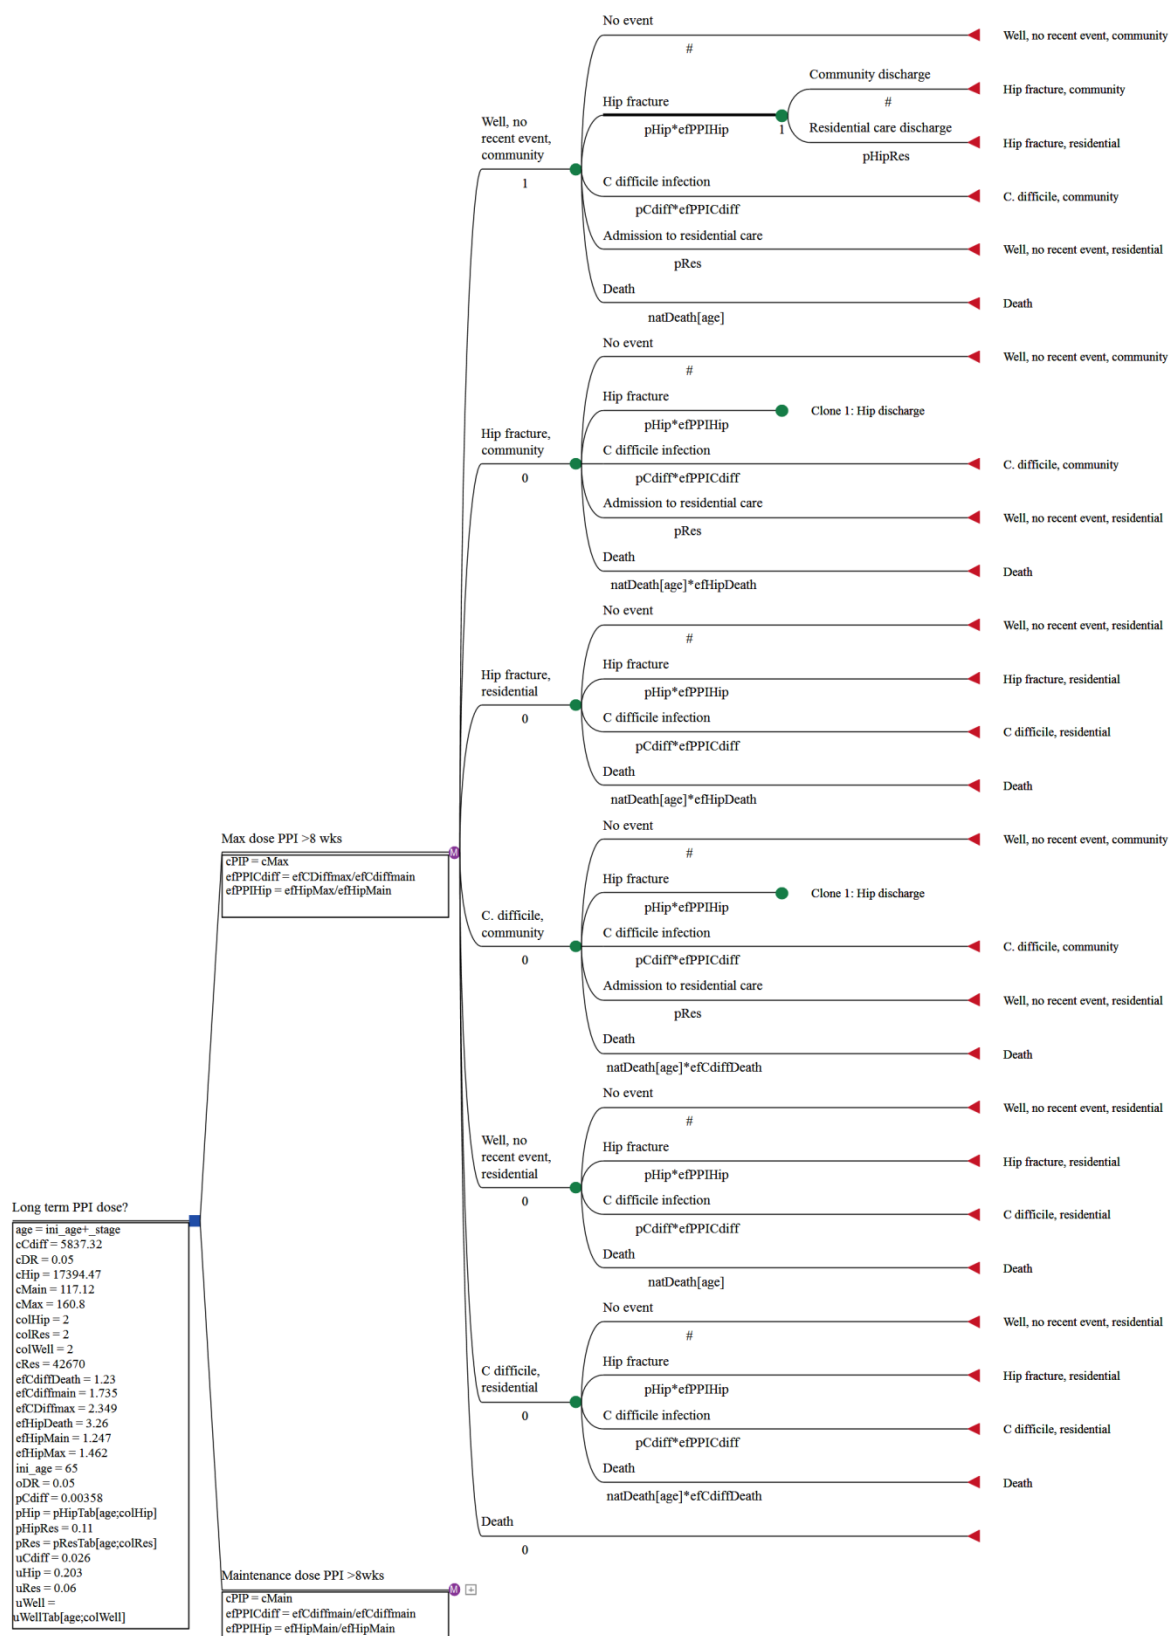 No event
#
Well, no recent event, community
Community discharge
#
Hip fracture, community
Hip fracture
pHip*efPPIHip
1
Residential care discharge
pHipRes
Hip fracture, residential
Well, no
recent event,
community
1
C difficile infection
pCdiff*efPPICdiff
C. difficile, community
Admission to residential care
pRes
Well, no recent event, residential
Death
natDeath[age]
Death
No event
#
Well, no recent event, community
Hip fracture
pHip*efPPIHip
Clone 1: Hip discharge
Hip fracture,
community
0
C difficile infection
pCdiff*efPPICdiff
C. difficile, community
Admission to residential care
pRes
Well, no recent event, residential
Death
natDeath[age]*efHipDeath
Death
No event
#
Well, no recent event, residential
Hip fracture
pHip*efPPIHip
Hip fracture, residential
Hip fracture,
residential
0
C difficile infection
pCdiff*efPPICdiff
C difficile, residential
Death
natDeath[age]*efHipDeath
Death
Max dose PPI >8 wks
M
cPIP = cMax
efPPICdiff = efCDiffmax/efCdiffmain
efPPIHip = efHipMax/efHipMain
No event
#
Well, no recent event, community
Hip fracture
pHip*efPPIHip
Clone 1: Hip discharge
C. difficile,
community
0
C difficile infection
pCdiff*efPPICdiff
C. difficile, community
Admission to residential care
pRes
Well, no recent event, residential
Death
natDeath[age]*efCdiffDeath
Death
No event
#
Well, no recent event, residential
Hip fracture
pHip*efPPIHip
Hip fracture, residential
Well, no
recent event,
residential
0
C difficile infection
pCdiff*efPPICdiff
C difficile, residential
Death
natDeath[age]
Death
No event
#
Well, no recent event, residential
Hip fracture
pHip*efPPIHip
Hip fracture, residential
C difficile,
residential
0
C difficile infection
pCdiff*efPPICdiff
C difficile, residential
Death
natDeath[age]*efCdiffDeath
Death
Death
0
Long term PPI dose?
age = ini_age+_stage
cCdiff = 5837.32
cDR = 0.05
cHip = 17394.47
cMain = 117.12
cMax = 160.8
colHip = 2
colRes = 2
colWell = 2
cRes = 42670
efCdiffDeath = 1.23
efCdiffmain = 1.735
efCDiffmax = 2.349
efHipDeath = 3.26
efHipMain = 1.247
efHipMax = 1.462
ini_age = 65
oDR = 0.05
pCdiff = 0.00358
pHip = pHipTab[age;colHip]
pHipRes = 0.11
pRes = pResTab[age;colRes]
uCdiff = 0.026
uHip = 0.203
uRes = 0.06
uWell =
uWellTab[age;colWell]
Maintenance dose PPI >8wks
M
cPIP = cMain
efPPICdiff = efCdiffmain/efCdiffmain
efPPIHip = efHipMain/efHipMain